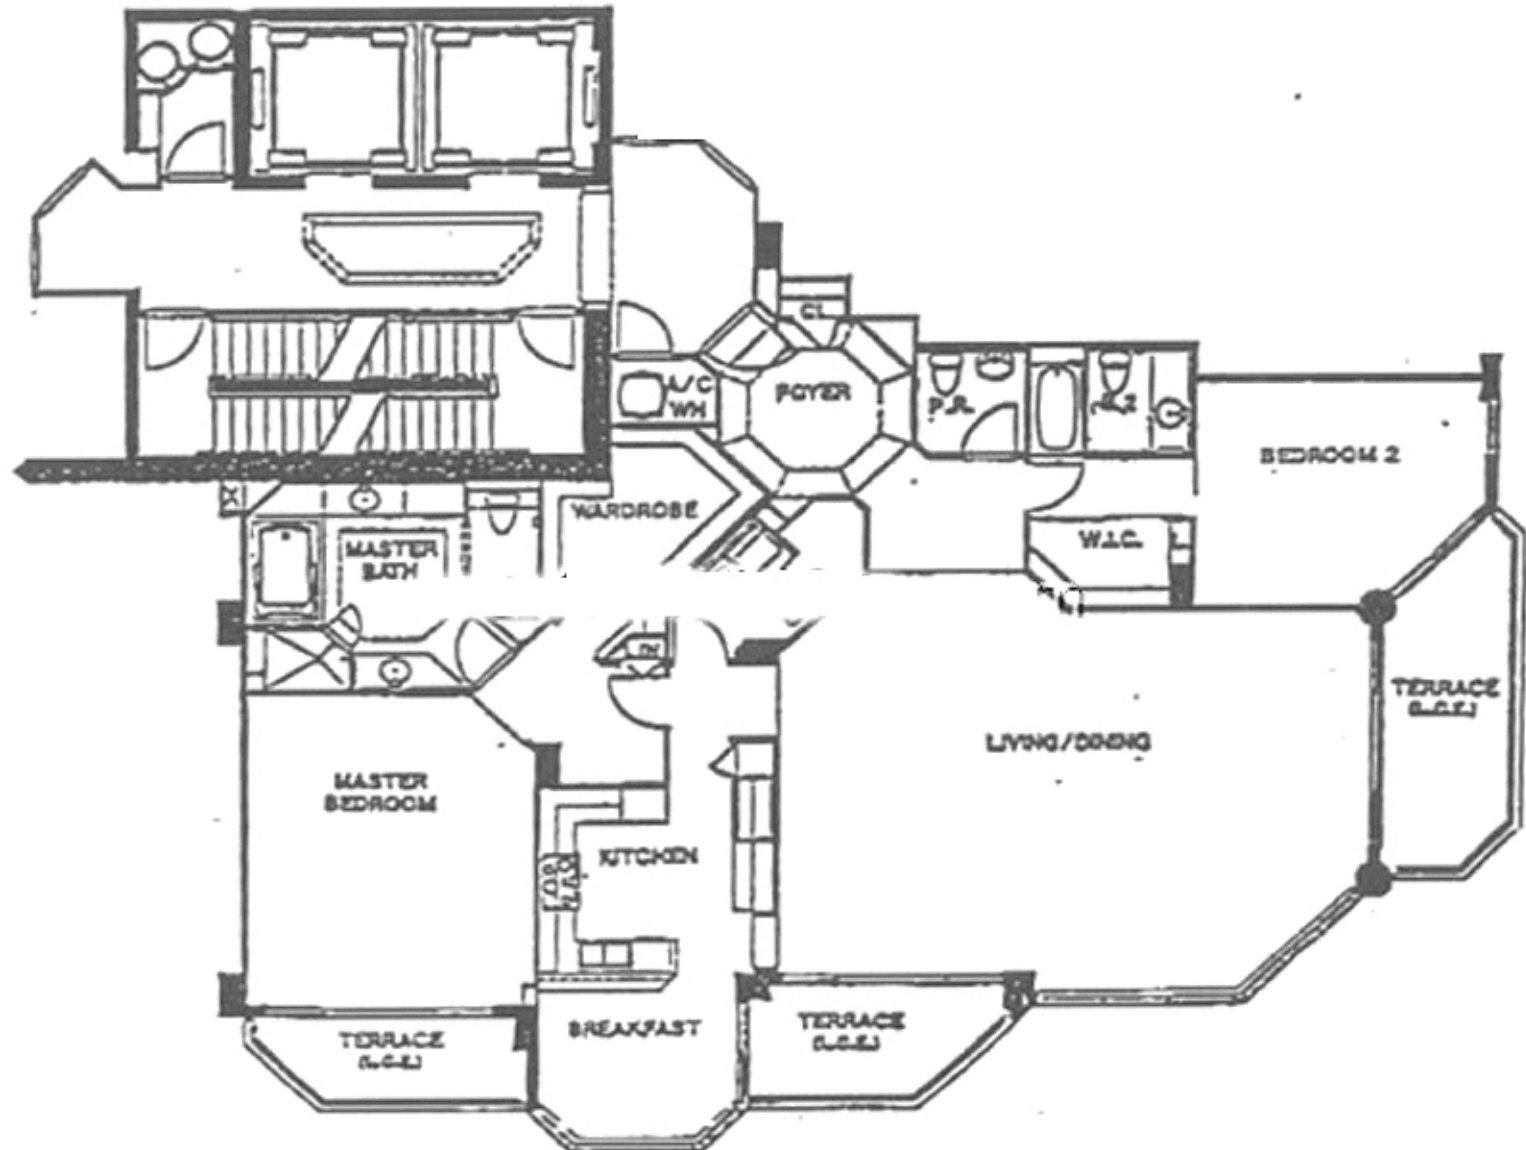 CL
A/C
WH
FOYER
P.R.
BEDROOM 2
WARDROBE
MASTER
BATH
W.I.C.
TERRACE
(L.C.E.)
LIVING/DINING
MASTER
BEDROOM
KITCHEN
TERRACE
(L.C.E.)
BREAKFAST
TERRACE
(L.C.E.)